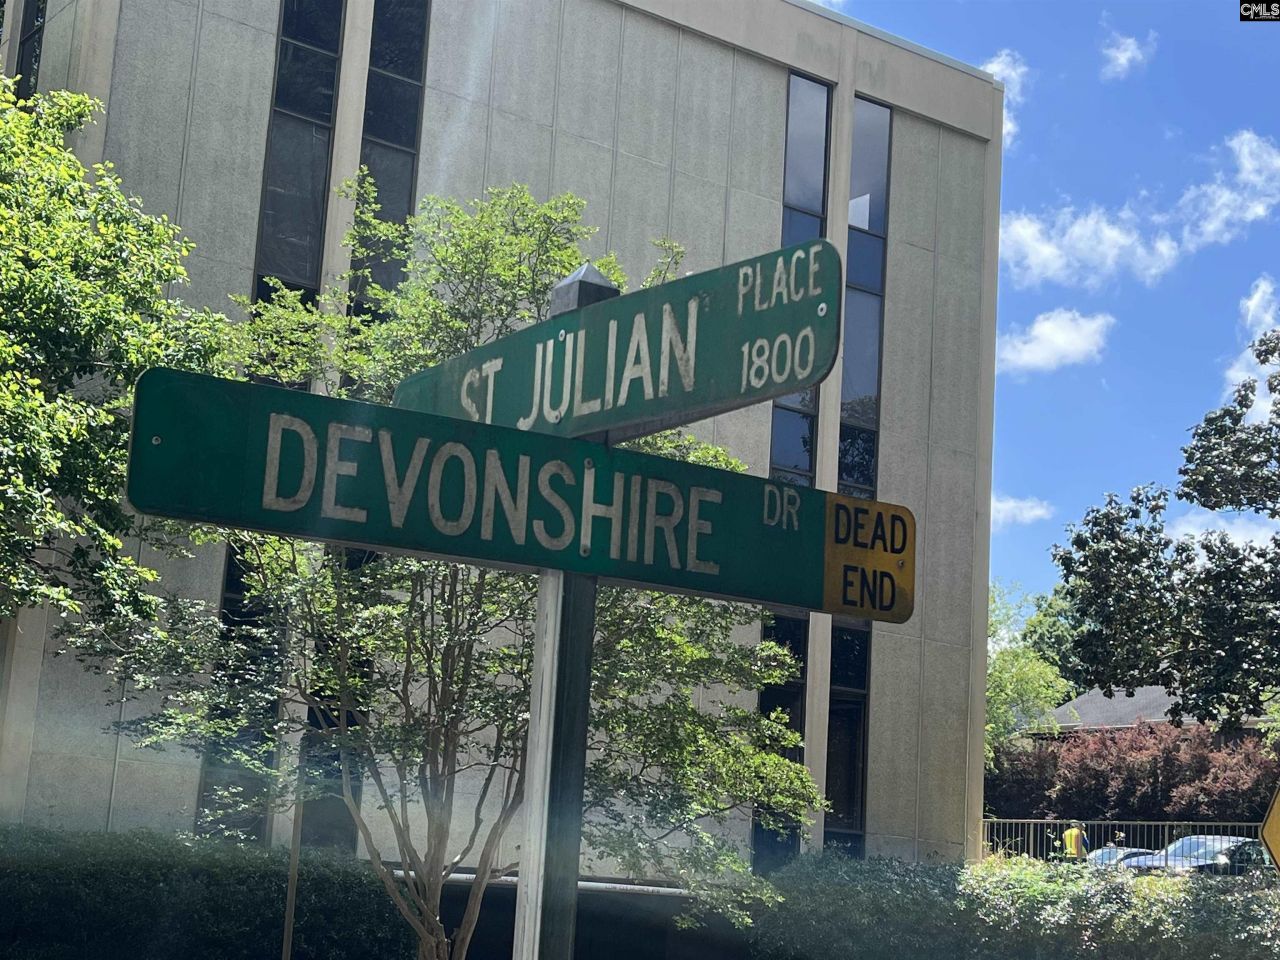 CMLS
ST JULIAN PLACE
1800
DEVONSHIRE DR
DEAD
END